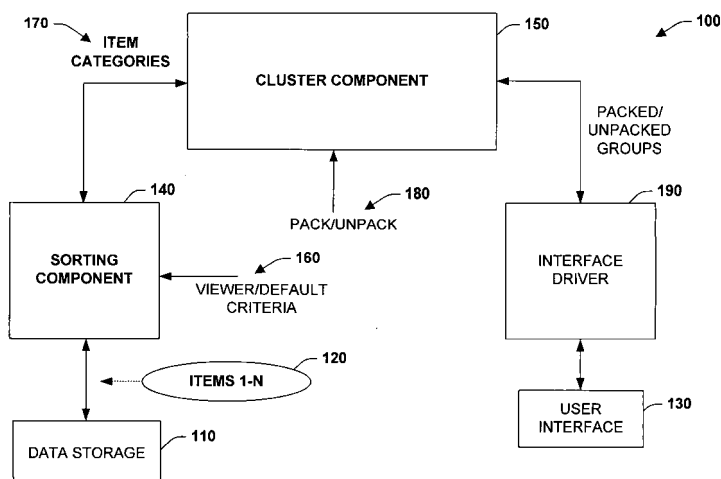 170
ITEM
CATEGORIES
150
100
CLUSTER COMPONENT
PACKED/
UNPACKED
GROUPS
140
180
PACK/UNPACK
190
SORTING
COMPONENT
160
VIEWER/DEFAULT
CRITERIA
INTERFACE
DRIVER
120
ITEMS 1-N
110
DATA STORAGE
USER
INTERFACE
130